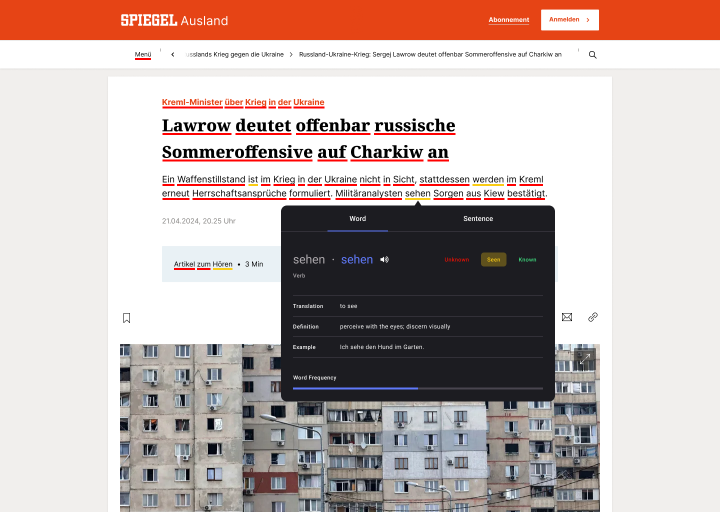 SPIEGEL Ausland
Abonnement
Anmelden
Menü
sslands Krieg gegen die Ukraine
Russland-Ukraine-Krieg: Sergej Lawrow deutet offenbar Sommeroffensive auf Charkiw an
Kreml-Minister über Krieg in der Ukraine
Lawrow deutet offenbar russische
Sommeroffensive auf Charkiw an
Ein Waffenstillstand ist im Krieg in der Ukraine nicht in Sicht, stattdessen werden im Kreml
erneut Herrschaftsansprüche formuliert. Militäranalysten sehen Sorgen aus Kiew bestätigt.
21.04.2024, 20.25 Uhr
Artikel zum Hören • 3 Min
Word
Sentence
sehen · sehen
Unknown
Seen
Known
Verb
Translation to see
Definition perceive with the eyes; discern visually
Example Ich sehe den Hund im Garten.
Word Frequency